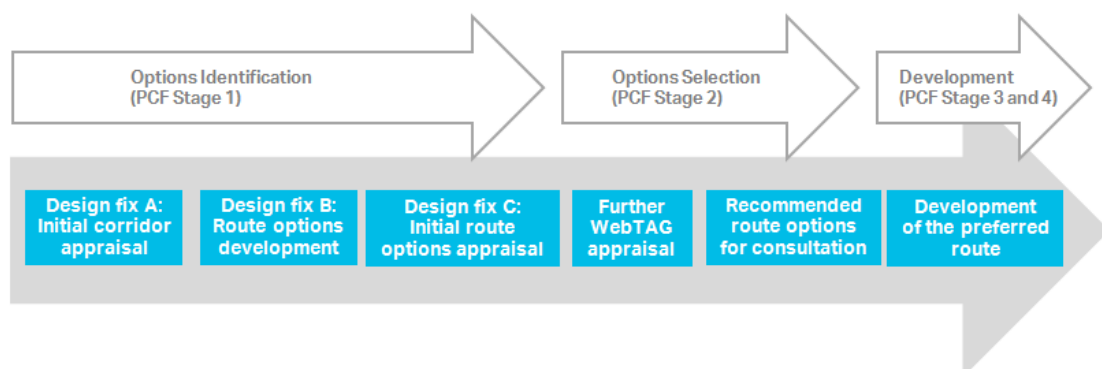 Options Identification
(PCF Stage 1)
Options Selection
(PCF Stage 2)
Development
(PCF Stage 3 and 4)
Design fix A:
Initial corridor
appraisal
Design fix B:
Route options
development
Design fix C:
Initial route
options appraisal
Further
WebTAG
appraisal
Recommended
route options
for consultation
Development
of the preferred
route